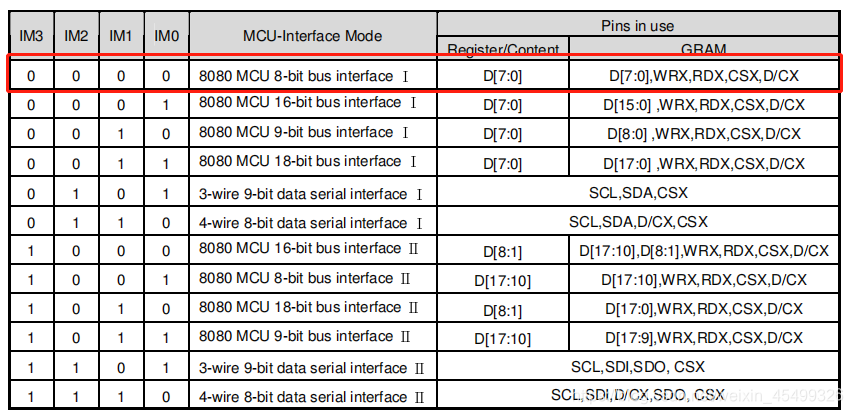 IM3 IM2 IM1 IM0 MCU-Interface Mode Pins in use
Register/Content GRAM
0 0 0 0 8080 MCU 8-bit bus interface Ⅰ D[7:0] D[7:0],WRX,RDX,CSX,D/CX
0 0 0 1 8080 MCU 16-bit bus interface Ⅰ D[7:0] D[15:0] ,WRX,RDX,CSX,D/CX
0 0 1 0 8080 MCU 9-bit bus interface Ⅰ D[7:0] D[8:0] ,WRX,RDX,CSX,D/CX
0 0 1 1 8080 MCU 18-bit bus interface Ⅰ D[7:0] D[17:0] ,WRX,RDX,CSX,D/CX
0 1 0 1 3-wire 9-bit data serial interface Ⅰ SCL,SDA,CSX
0 1 1 0 4-wire 8-bit data serial interface Ⅰ SCL,SDA,D/CX,CSX
1 0 0 0 8080 MCU 16-bit bus interface Ⅱ D[8:1] D[17:10],D[8:1],WRX,RDX,CSX,D/CX
1 0 0 1 8080 MCU 8-bit bus interface Ⅱ D[17:10] D[17:10],WRX,RDX,CSX,D/CX
1 0 1 0 8080 MCU 18-bit bus interface Ⅱ D[8:1] D[17:0],WRX,RDX,CSX,D/CX
1 0 1 1 8080 MCU 9-bit bus interface Ⅱ D[17:10] D[17:9],WRX,RDX,CSX,D/CX
1 1 0 1 3-wire 9-bit data serial interface Ⅱ SCL,SDI,SDO, CSX
1 1 1 0 4-wire 8-bit data serial interface Ⅱ SCL,SDI,D/CX,SDO, CSX